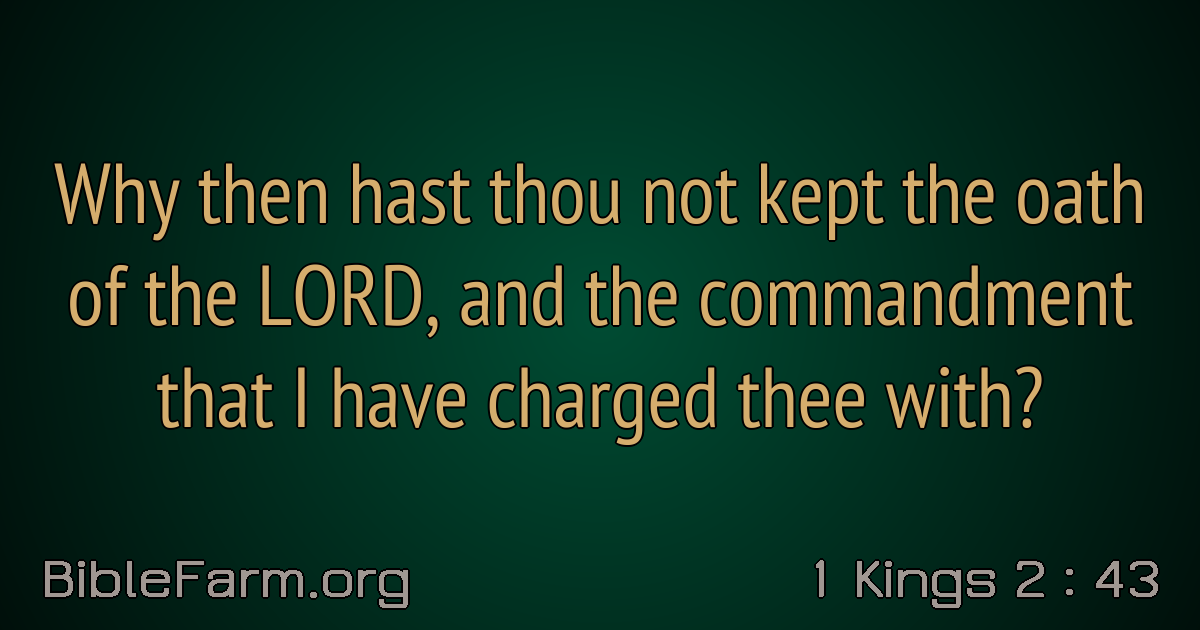 Why then hast thou not kept the oath
of the LORD, and the commandment
that I have charged thee with?
BibleFarm.org
1 Kings 2 : 43